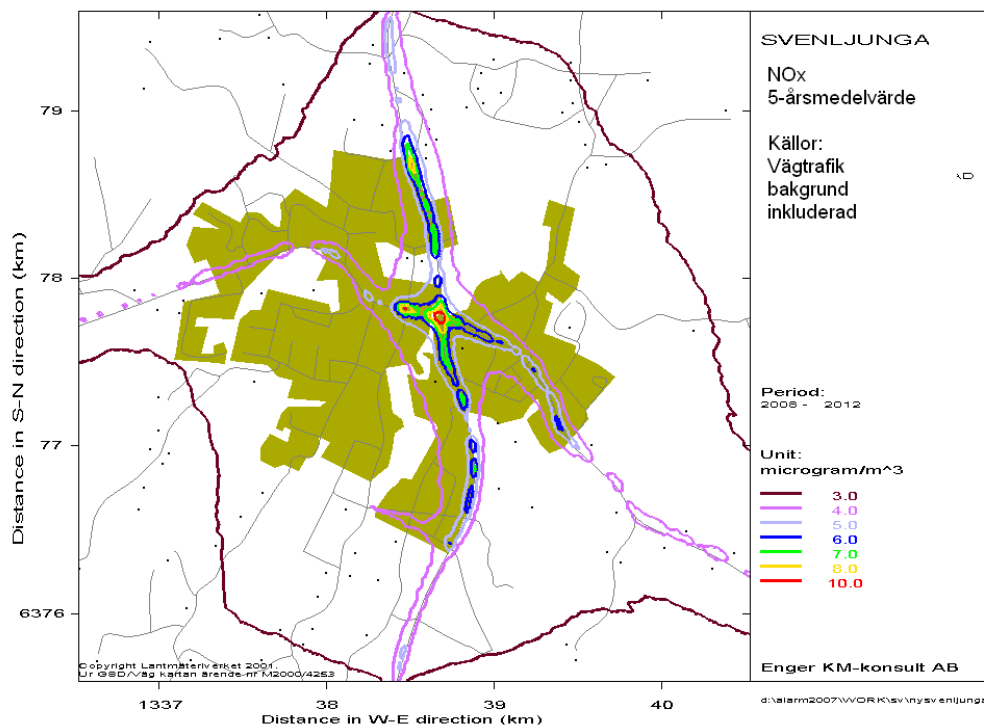 SVENLJUNGA
NOx
5-årsmedelvärde
Källor:
Vägtrafik
bakgrund
inkluderad
Period:
2008 - 2012
Unit:
microgram/m^3
3.0
4.0
5.0
6.0
7.0
8.0
10.0
Enger KM-konsult AB
d:\alarm2007\WORK\sv\nysvenljunga
Distance in S-N direction (km)
79
78
77
6376
Copyright Lantmäteriverket 2001.
Ur GSD/Väg kartan ärende-nr M2000/4253
1337
38
39
40
Distance in W-E direction (km)